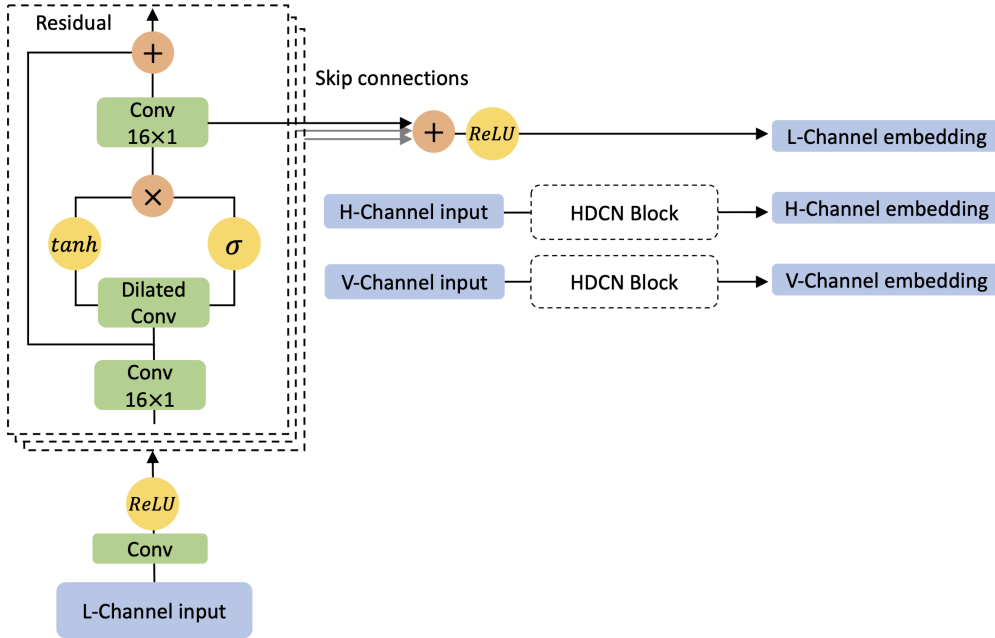 Residual
+
Conv
16×1
Skip connections
+
ReLU
L-Channel embedding
×
tanh
σ
H-Channel input
HDCN Block
H-Channel embedding
Dilated
Conv
V-Channel input
HDCN Block
V-Channel embedding
Conv
16×1
ReLU
Conv
L-Channel input